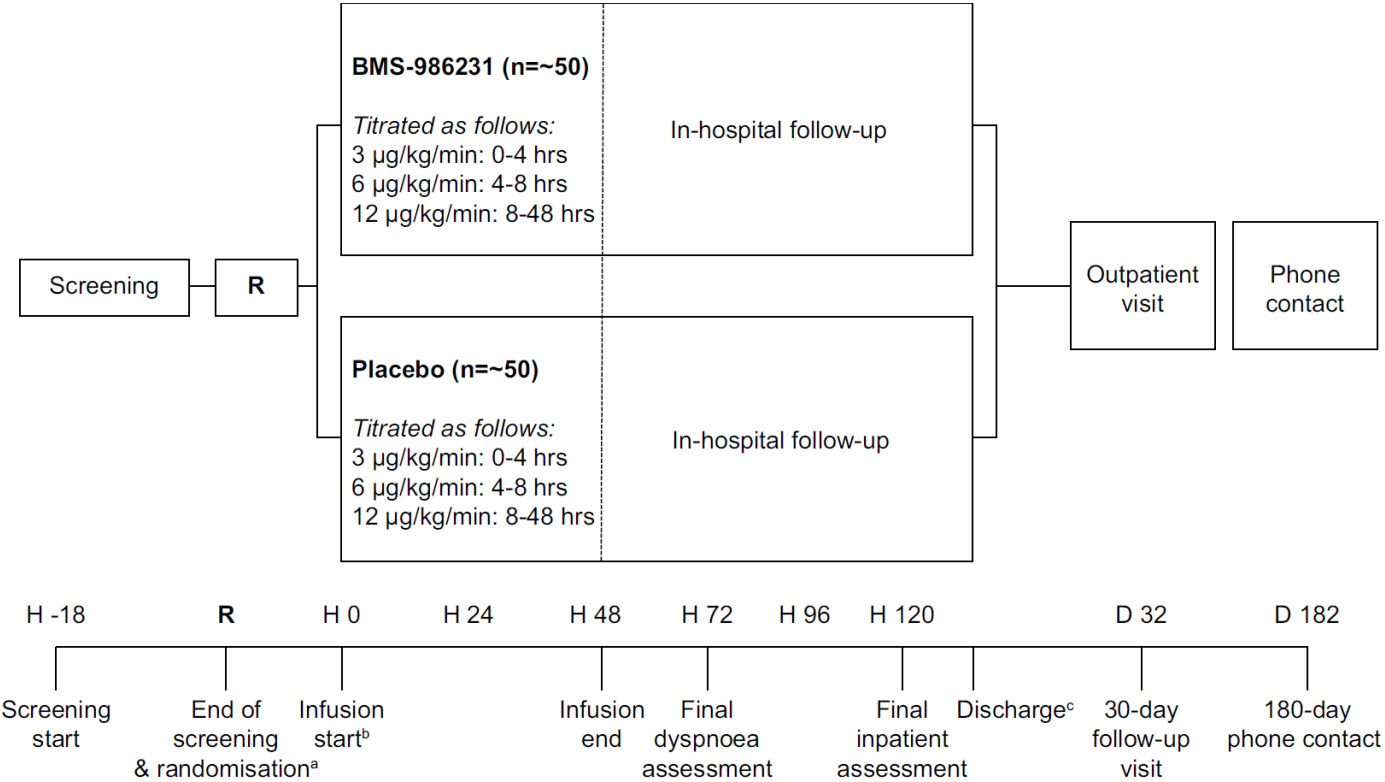 BMS-986231 (n=~50)
Titrated as follows:
3 µg/kg/min: 0-4 hrs
6 µg/kg/min: 4-8 hrs
12 µg/kg/min: 8-48 hrs
In-hospital follow-up
Screening
R
Outpatient
visit
Phone
contact
Placebo (n=~50)
Titrated as follows:
3 µg/kg/min: 0-4 hrs
6 µg/kg/min: 4-8 hrs
12 µg/kg/min: 8-48 hrs
In-hospital follow-up
H -18
R
H 0
H 24
H 48
H 72
H 96
H 120
D 32
D 182
Screening
start
End of
screening
& randomisationᵃ
Infusion
startᵇ
Infusion
end
Final
dyspnoea
assessment
Final
inpatient
assessment
Dischargeᶜ
30-day
follow-up
visit
180-day
phone contact